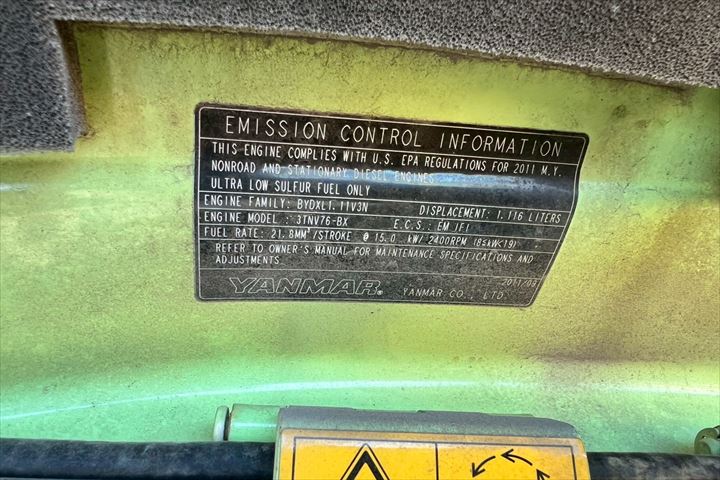 EMISSION CONTROL INFORMATION
THIS ENGINE COMPLIES WITH U.S. EPA REGULATIONS FOR 2011 M.Y.
NONROAD AND STATIONARY DIESEL ENGINES.
ULTRA LOW SULFUR FUEL ONLY
ENGINE FAMILY: BYDXL1.11V3N DISPLACEMENT: 1.116 LITERS
ENGINE MODEL : 3TNV76-BX E.C.S.: EM IFI
FUEL RATE: 21.8MM³/STROKE @ 15.0 kW/ 2400RPM (8≤kW<19)
REFER TO OWNER'S MANUAL FOR MAINTENANCE SPECIFICATIONS AND
ADJUSTMENTS.
2011/03
YANMAR® YANMAR CO., LTD.